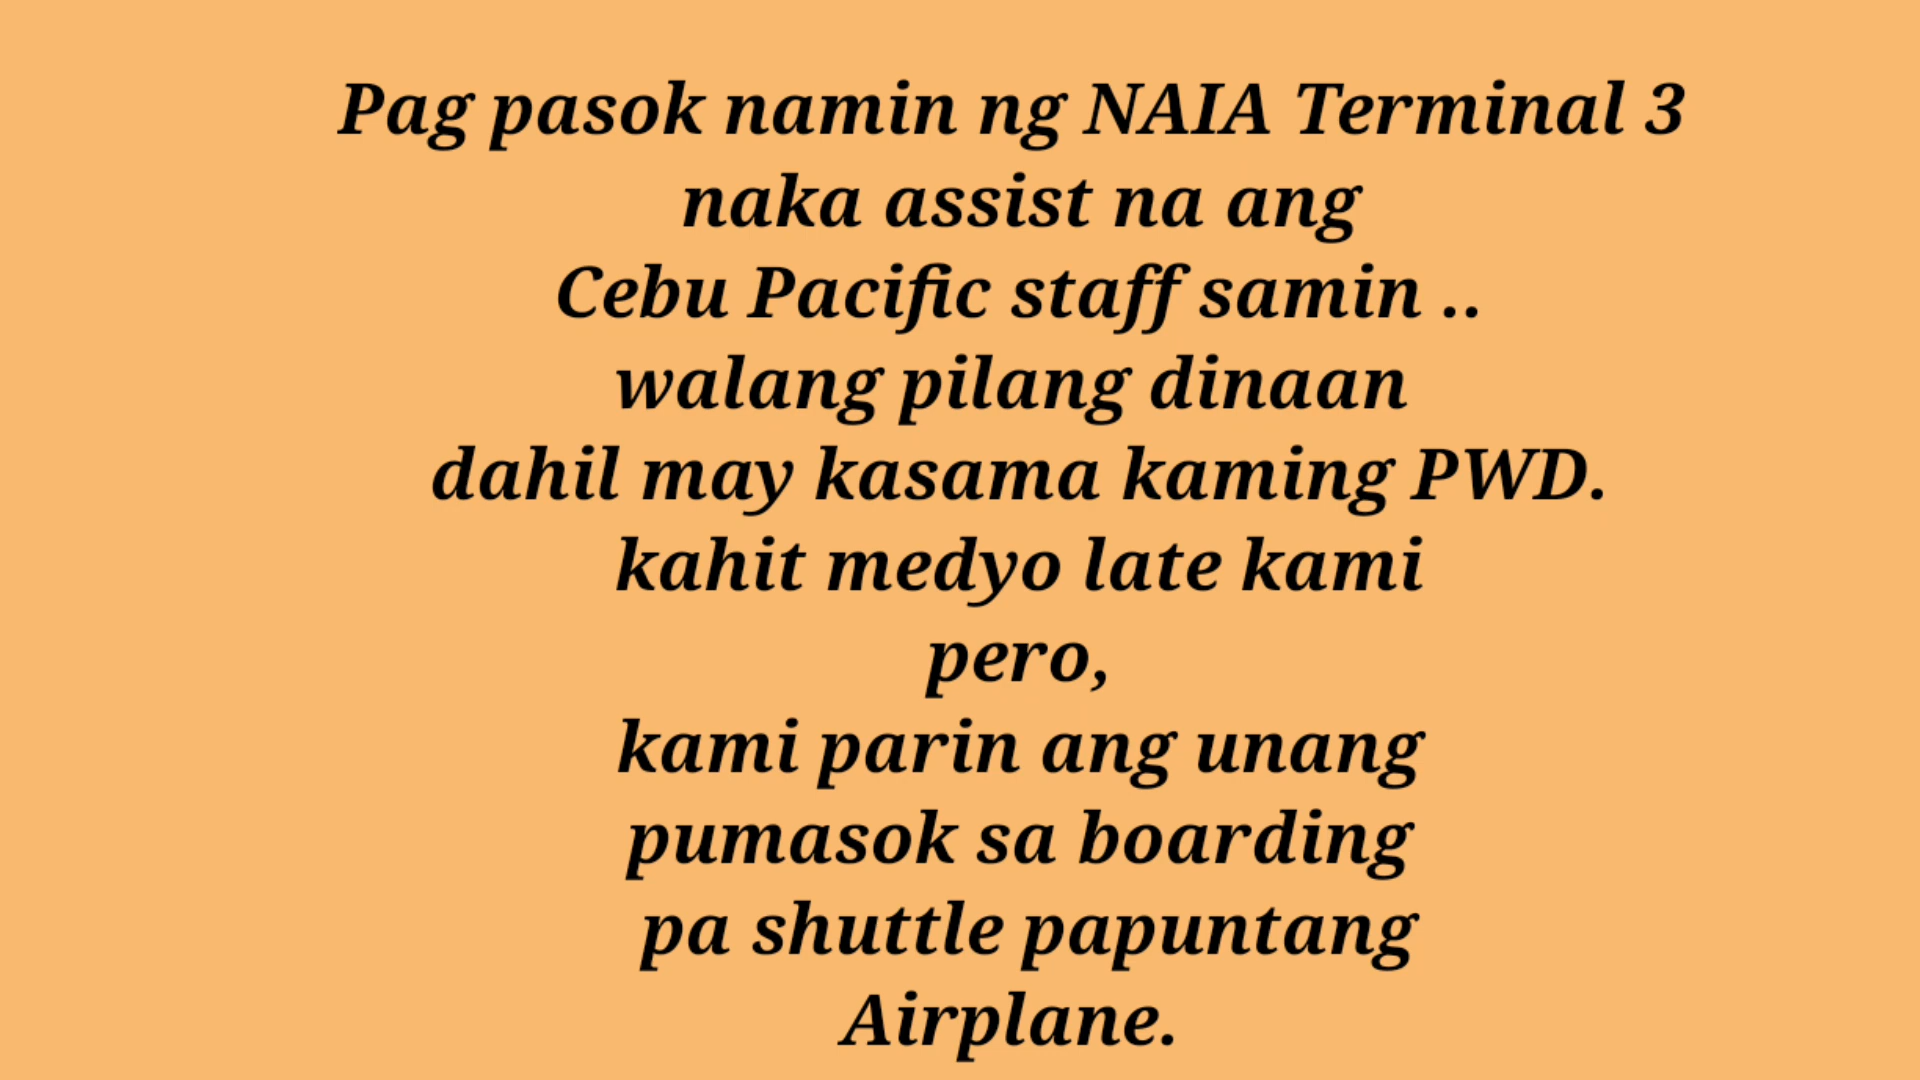 Pag pasok namin ng NAIA Terminal 3
naka assist na ang
Cebu Pacific staff samin ..
walang pilang dinaan
dahil may kasama kaming PWD.
kahit medyo late kami
pero,
kami parin ang unang
pumasok sa boarding
pa shuttle papuntang
Airplane.